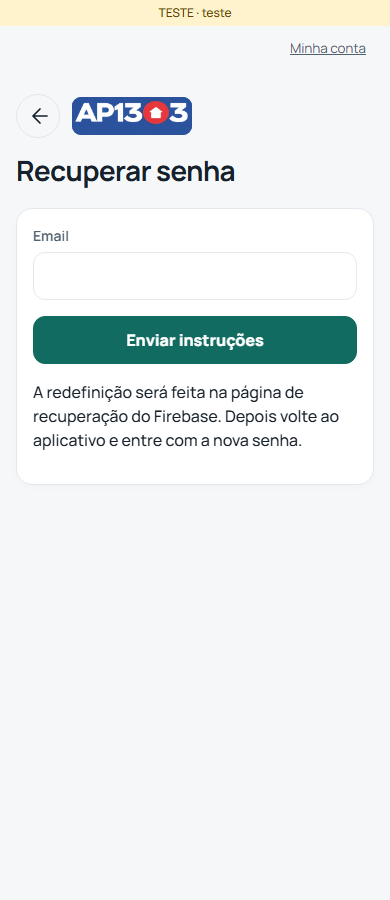 TESTE · teste
Minha conta
AP1303
Recuperar senha
Email
Enviar instruções
A redefinição será feita na página de
recuperação do Firebase. Depois volte ao
aplicativo e entre com a nova senha.